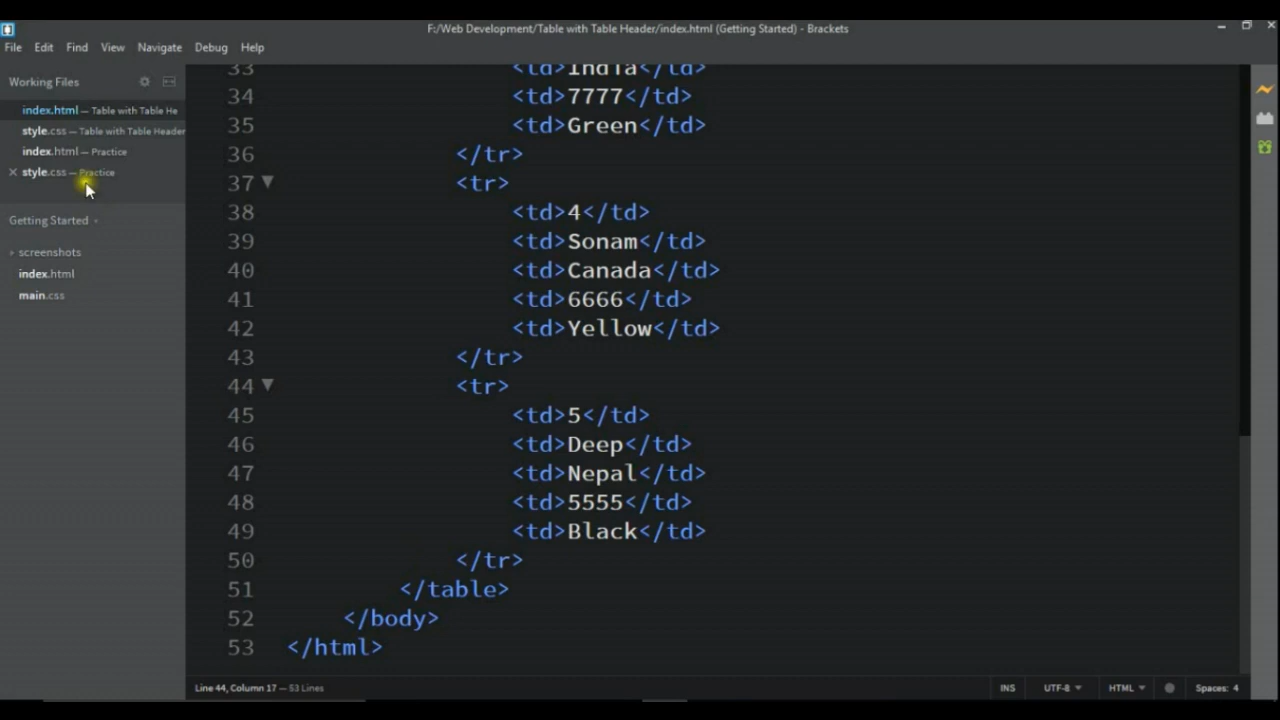 F:/Web Development/Table with Table Header/index.html (Getting Started) - Brackets
File Edit Find View Navigate Debug Help
Working Files
index.html — Table with Table He
style.css — Table with Table Header
index.html — Practice
style.css — Practice
Getting Started
screenshots
index.html
main.css
33 <td>India</td>
34 <td>7777</td>
35 <td>Green</td>
36 </tr>
37 <tr>
38 <td>4</td>
39 <td>Sonam</td>
40 <td>Canada</td>
41 <td>6666</td>
42 <td>Yellow</td>
43 </tr>
44 <tr>
45 <td>5</td>
46 <td>Deep</td>
47 <td>Nepal</td>
48 <td>5555</td>
49 <td>Black</td>
50 </tr>
51 </table>
52 </body>
53 </html>
Line 44, Column 17 — 53 Lines
INS UTF-8 HTML Spaces: 4